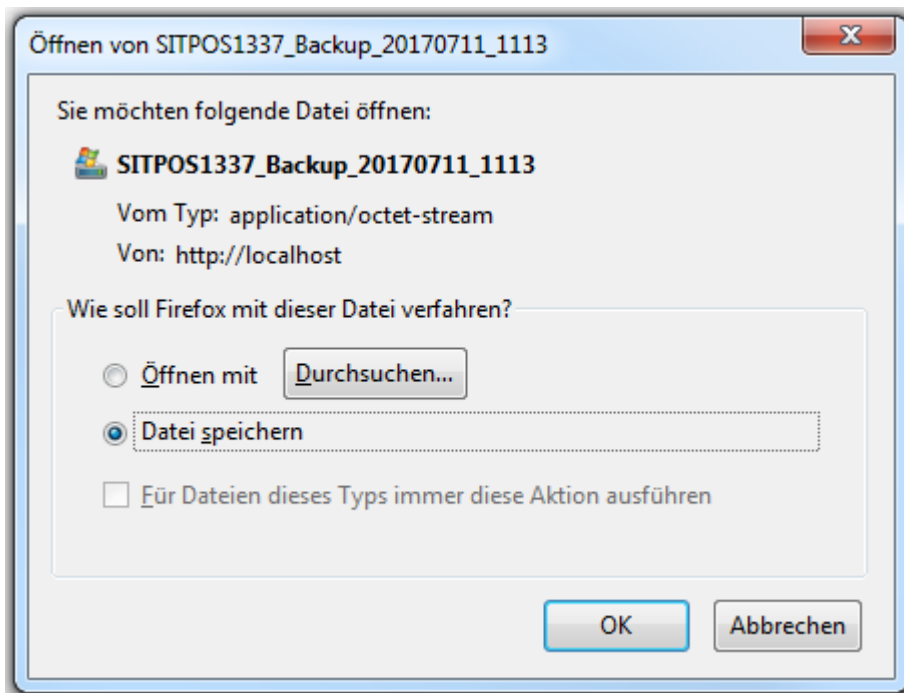 Öffnen von SITPOS1337_Backup_20170711_1113
Sie möchten folgende Datei öffnen:
SITPOS1337_Backup_20170711_1113
Vom Typ: application/octet-stream
Von: http://localhost
Wie soll Firefox mit dieser Datei verfahren?
Öffnen mit Durchsuchen...
Datei speichern
Für Dateien dieses Typs immer diese Aktion ausführen
OK Abbrechen